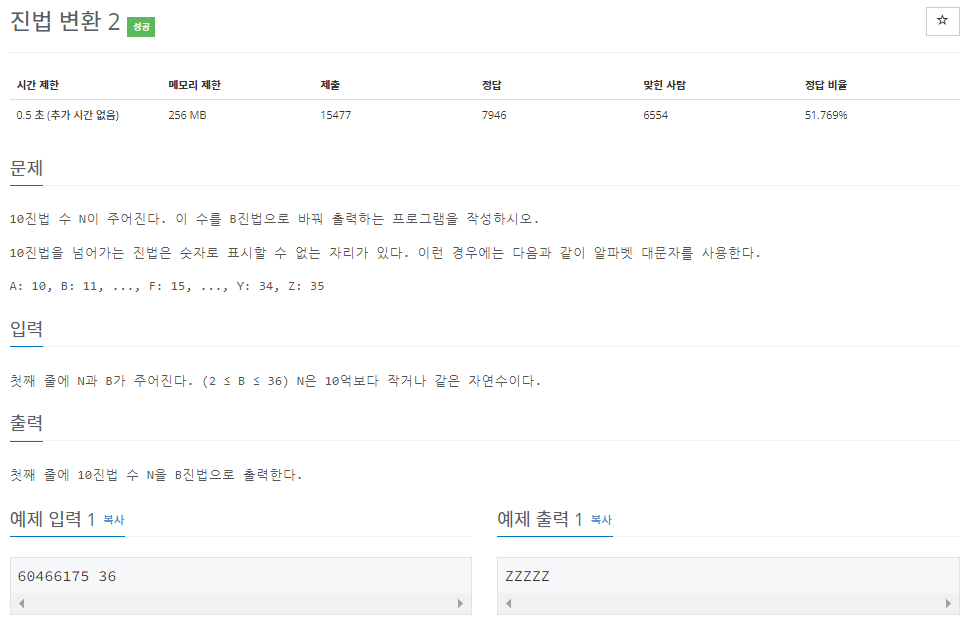 진법 변환 2 성공
☆
시간 제한 메모리 제한 제출 정답 맞힌 사람 정답 비율
0.5 초 (추가 시간 없음) 256 MB 15477 7946 6554 51.769%
문제
10진법 수 N이 주어진다. 이 수를 B진법으로 바꿔 출력하는 프로그램을 작성하시오.
10진법을 넘어가는 진법은 숫자로 표시할 수 없는 자리가 있다. 이런 경우에는 다음과 같이 알파벳 대문자를 사용한다.
A: 10, B: 11, ..., F: 15, ..., Y: 34, Z: 35
입력
첫째 줄에 N과 B가 주어진다. (2 ≤ B ≤ 36) N은 10억보다 작거나 같은 자연수이다.
출력
첫째 줄에 10진법 수 N을 B진법으로 출력한다.
예제 입력 1 복사
60466175 36
예제 출력 1 복사
ZZZZZ